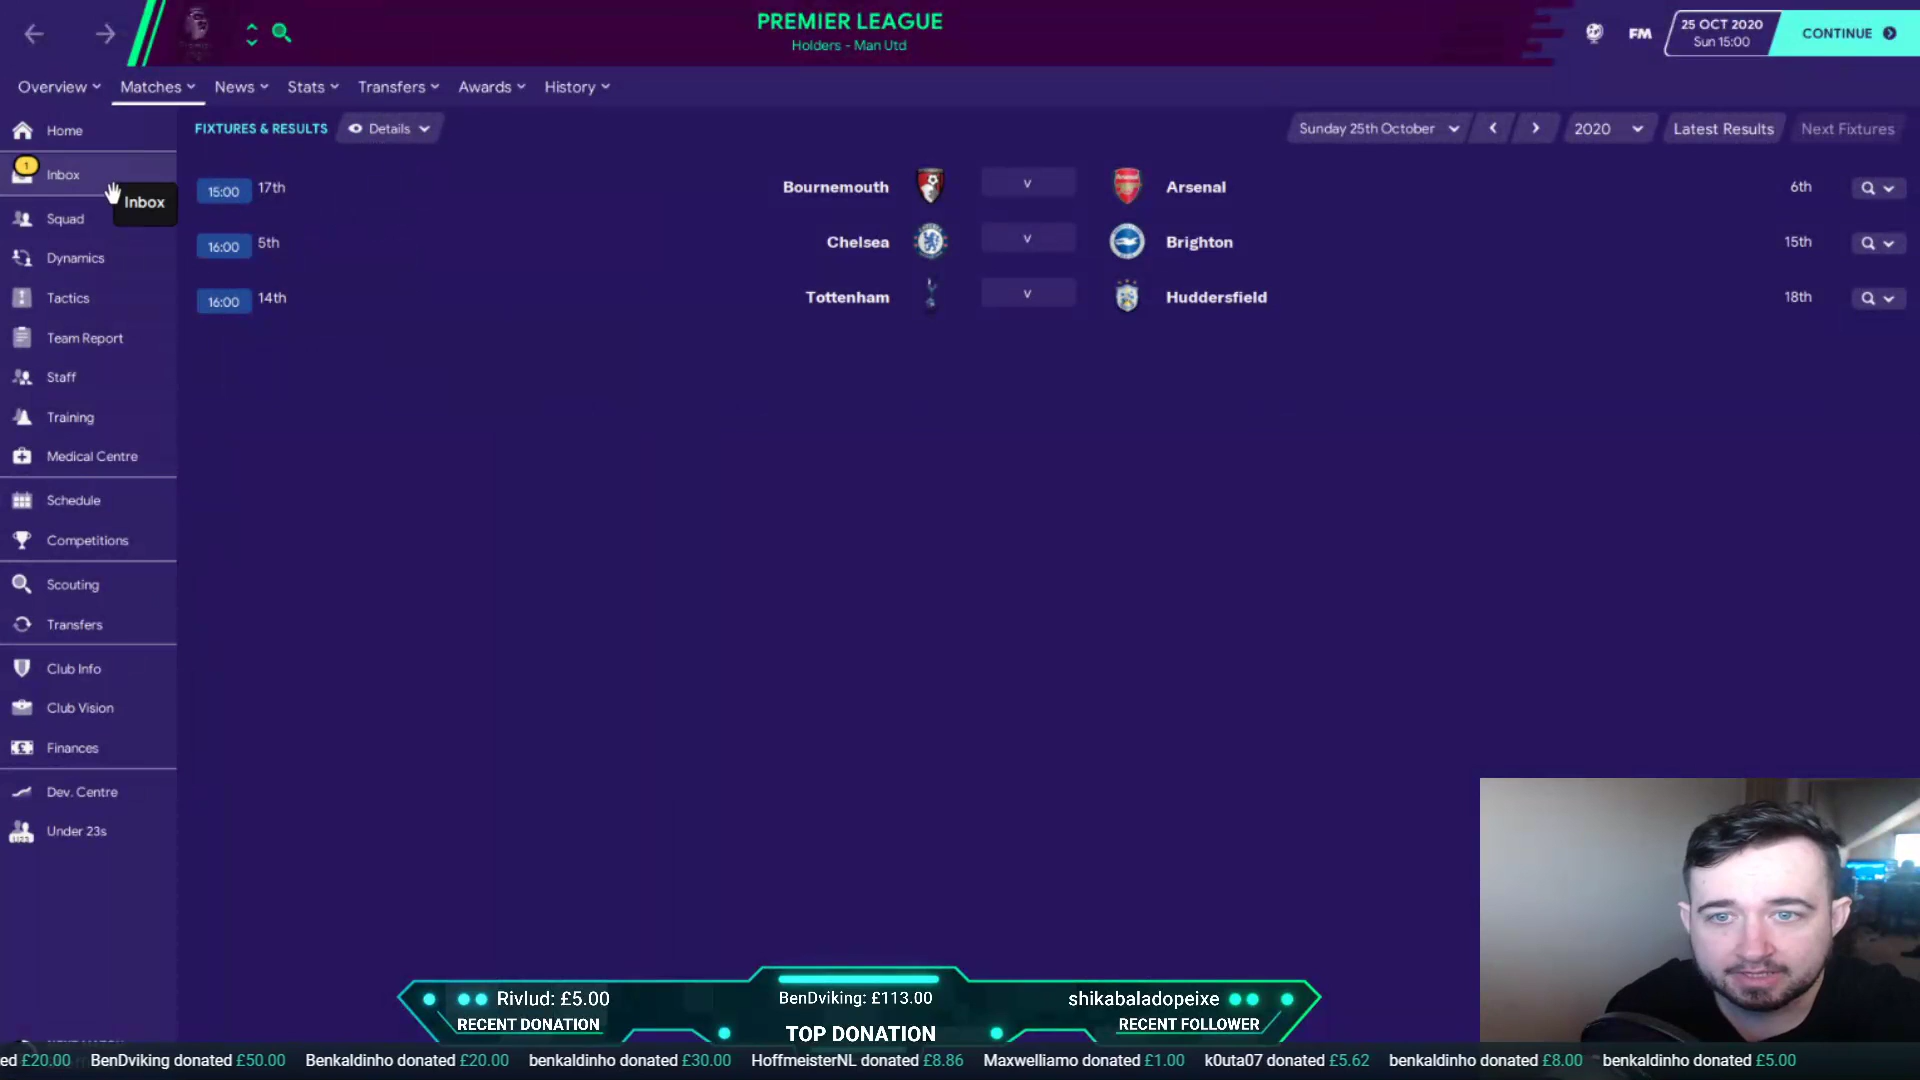 PREMIER LEAGUE
Holders - Man Utd
FM
25 OCT 2020
Sun 15:00
CONTINUE
Overview
Matches
News
Stats
Transfers
Awards
History
Home
1
Inbox
Inbox
Squad
Dynamics
Tactics
Team Report
Staff
Training
Medical Centre
Schedule
Competitions
Scouting
Transfers
Club Info
Club Vision
Finances
Dev. Centre
Under 23s
FIXTURES & RESULTS
Details
Sunday 25th October
2020
Latest Results
Next Fixtures
15:00 17th Bournemouth v Arsenal 6th
16:00 5th Chelsea v Brighton 15th
16:00 14th Tottenham v Huddersfield 18th
Rivlud: £5.00
RECENT DONATION
BenDviking: £113.00
TOP DONATION
shikabaladopeixe
RECENT FOLLOWER
ed £20.00 BenDviking donated £50.00 Benkaldinho donated £20.00 benkaldinho donated £30.00 HoffmeisterNL donated £8.86 Maxwelliamo donated £1.00 k0uta07 donated £5.62 benkaldinho donated £8.00 benkaldinho donated £5.00